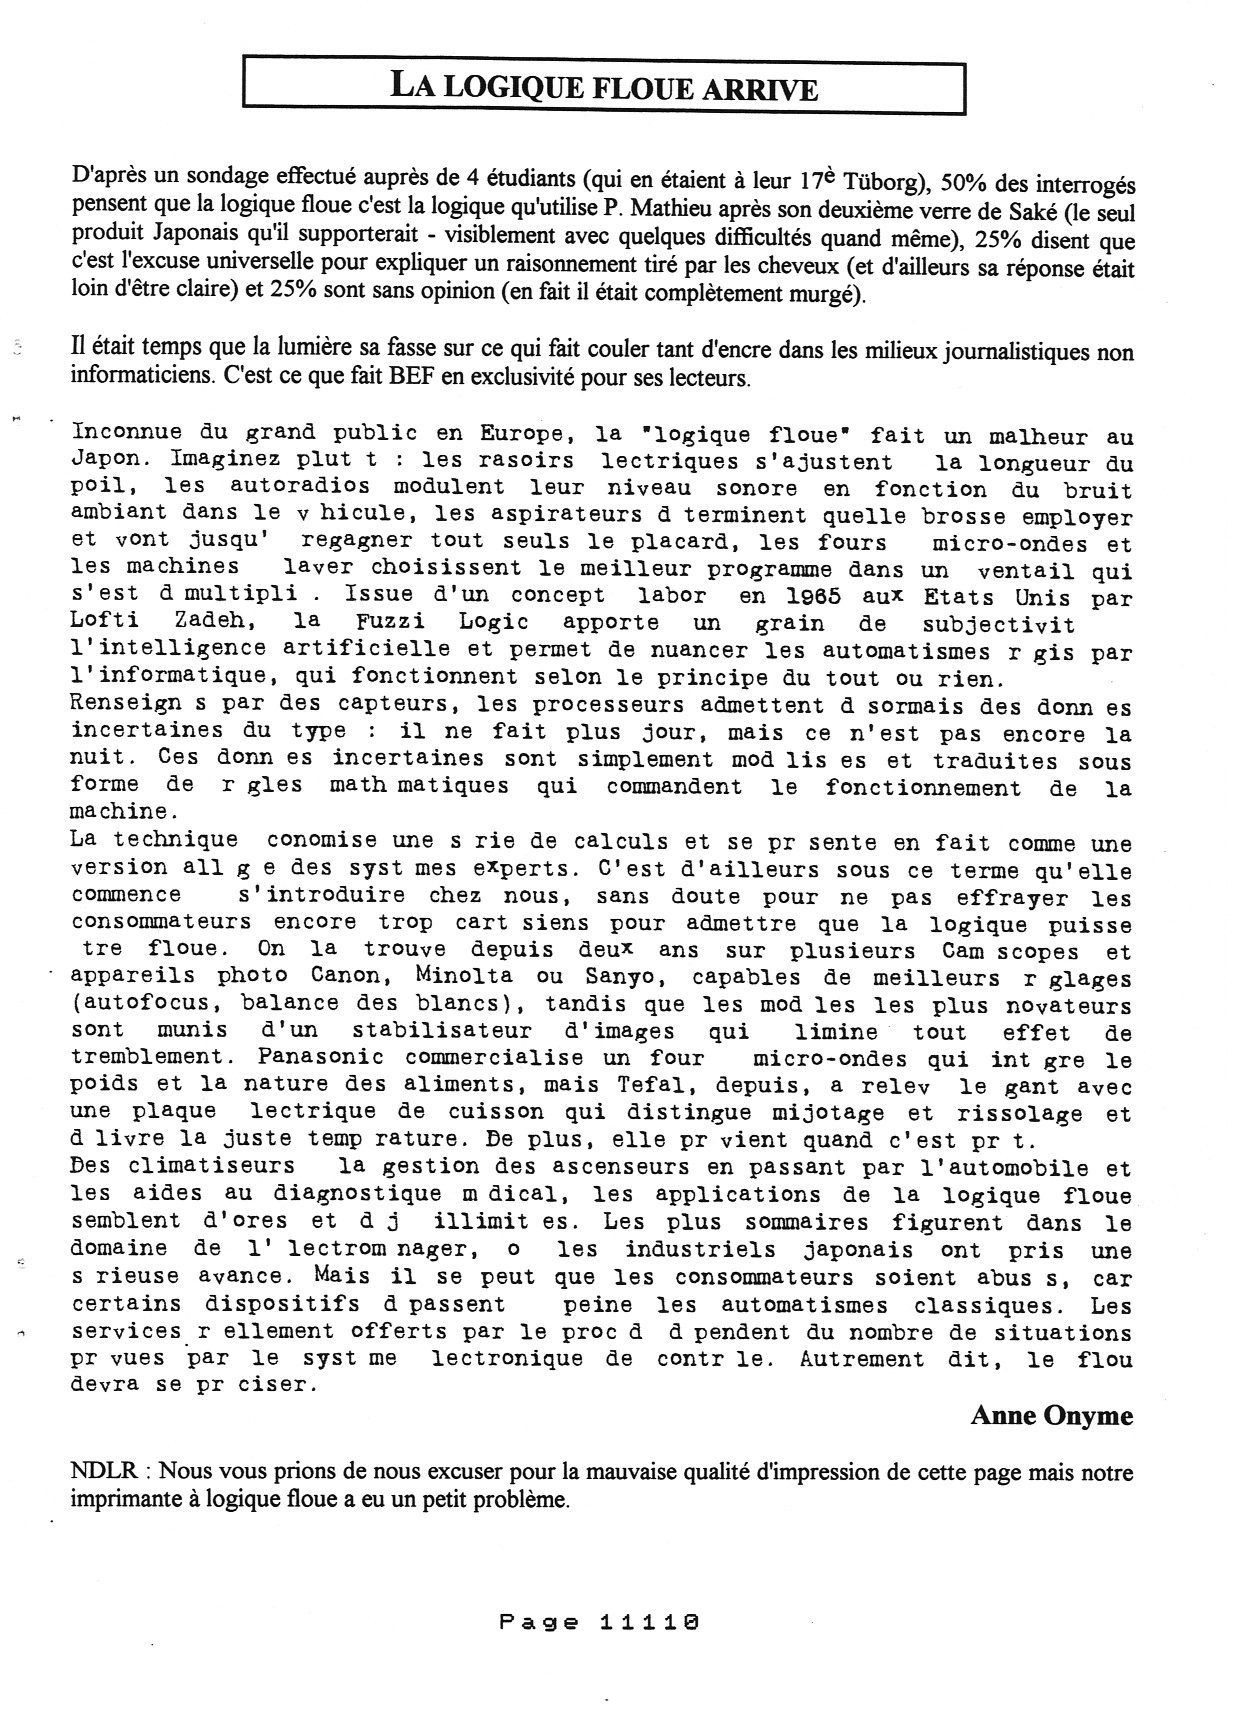 LA LOGIQUE FLOUE ARRIVE
D'après un sondage effectué auprès de 4 étudiants (qui en étaient à leur 17è Tüborg), 50% des interrogés
pensent que la logique floue c'est la logique qu'utilise P. Mathieu après son deuxième verre de Saké (le seul
produit Japonais qu'il supporterait - visiblement avec quelques difficultés quand même), 25% disent que
c'est l'excuse universelle pour expliquer un raisonnement tiré par les cheveux (et d'ailleurs sa réponse était
loin d'être claire) et 25% sont sans opinion (en fait il était complètement murgé).
Il était temps que la lumière sa fasse sur ce qui fait couler tant d'encre dans les milieux journalistiques non
informaticiens. C'est ce que fait BEF en exclusivité pour ses lecteurs.
Inconnue du grand public en Europe, la "logique floue" fait un malheur au
Japon. Imaginez plut t : les rasoirs  lectriques s'ajustent   la longueur du
poil, les autoradios modulent leur niveau sonore en fonction du bruit
ambiant dans le v hicule, les aspirateurs d terminent quelle brosse employer
et vont jusqu'  regagner tout seuls le placard, les fours   micro-ondes et
les machines   laver choisissent le meilleur programme dans un  ventail qui
s'est d multipli . Issue d'un concept  labor  en 1965 aux Etats Unis par
Lofti Zadeh, la Fuzzi Logic apporte un grain de subjectivit
l'intelligence artificielle et permet de nuancer les automatismes r gis par
l'informatique, qui fonctionnent selon le principe du tout ou rien.
Renseign s par des capteurs, les processeurs admettent d sormais des donn es
incertaines du type : il ne fait plus jour, mais ce n'est pas encore la
nuit. Ces donn es incertaines sont simplement mod lis es et traduites sous
forme de r gles math matiques qui commandent le fonctionnement de la
machine.
La technique  conomise une s rie de calculs et se pr sente en fait comme une
version all g e des syst mes experts. C'est d'ailleurs sous ce terme qu'elle
commence   s'introduire chez nous, sans doute pour ne pas effrayer les
consommateurs encore trop cart siens pour admettre que la logique puisse
 tre floue. On la trouve depuis deux ans sur plusieurs Cam scopes et
appareils photo Canon, Minolta ou Sanyo, capables de meilleurs r glages
(autofocus, balance des blancs), tandis que les mod les les plus novateurs
sont munis d'un stabilisateur d'images qui  limine tout effet de
tremblement. Panasonic commercialise un four   micro-ondes qui int gre le
poids et la nature des aliments, mais Tefal, depuis, a relev  le gant avec
une plaque  lectrique de cuisson qui distingue mijotage et rissolage et
d livre la juste temp rature. De plus, elle pr vient quand c'est pr t.
Des climatiseurs   la gestion des ascenseurs en passant par l'automobile et
les aides au diagnostique m dical, les applications de la logique floue
semblent d'ores et d j  illimit es. Les plus sommaires figurent dans le
domaine de l' lectrom nager, o  les industriels japonais ont pris une
s rieuse avance. Mais il se peut que les consommateurs soient abus s, car
certains dispositifs d passent   peine les automatismes classiques. Les
services r ellement offerts par le proc d  d pendent du nombre de situations
pr vues par le syst me  lectronique de contr le. Autrement dit, le flou
devra se pr ciser.
Anne Onyme
NDLR : Nous vous prions de nous excuser pour la mauvaise qualité d'impression de cette page mais notre
imprimante à logique floue a eu un petit problème.
Page 11110